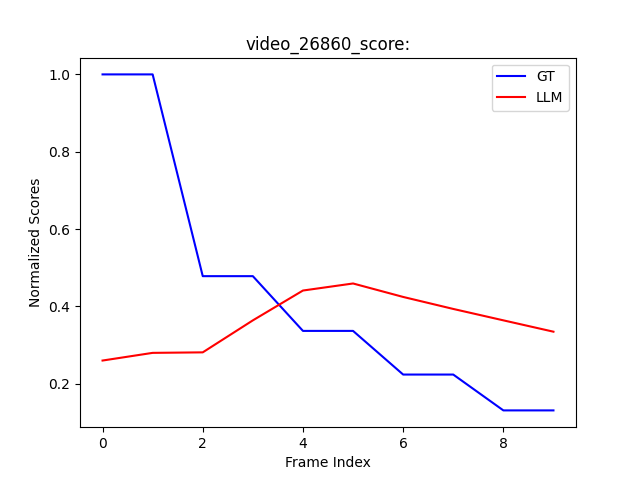 video_26860_score:
GT
LLM
Normalized Scores
1.0
0.8
0.6
0.4
0.2
0 2 4 6 8
Frame Index